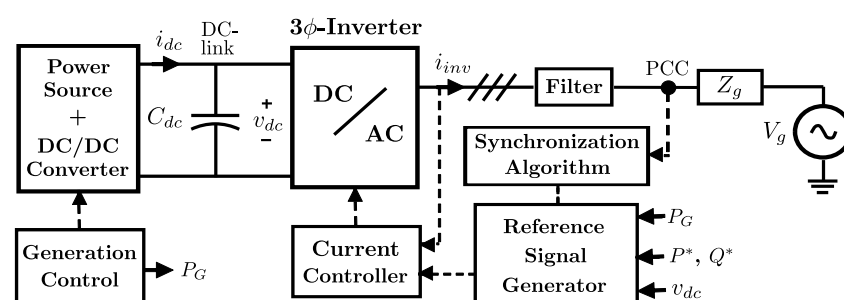 3ϕ-Inverter
DC-
link
i_dc
Power
Source
+
DC/DC
Converter
C_dc
+
v_dc
−
DC
AC
i_inv
Filter
PCC
Z_g
V_g
Synchronization
Algorithm
Generation
Control
P_G
Current
Controller
Reference
Signal
Generator
P_G
P*, Q*
v_dc